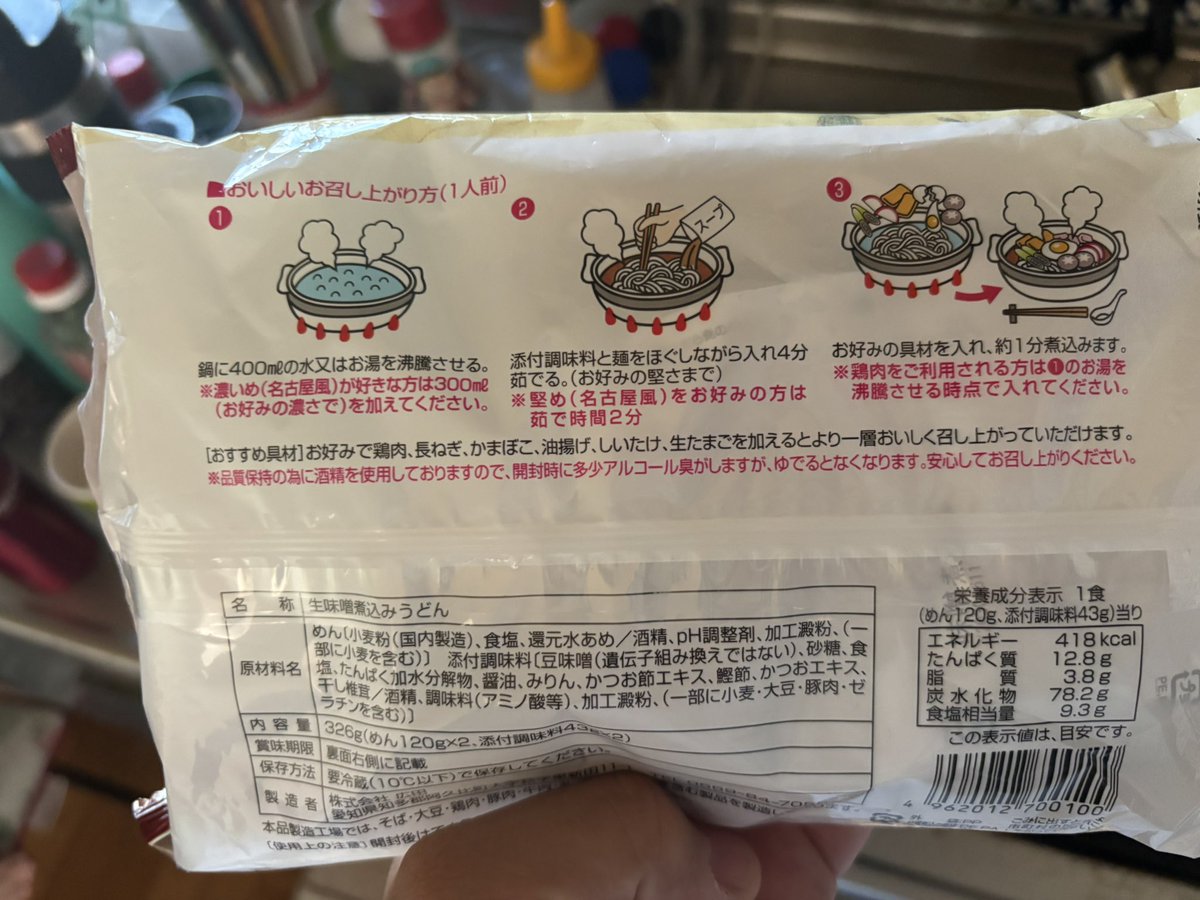 ■おいしいお召し上がり方(1人前)
1
鍋に400㎖の水又はお湯を沸騰させる。
※濃いめ(名古屋風)が好きな方は300㎖
(お好みの濃さで)を加えてください。
2
スープ
添付調味料と麺をほぐしながら入れ4分
茹でる。(お好みの堅さまで)
※堅め(名古屋風)をお好みの方は
茹で時間2分
3
お好みの具材を入れ、約1分煮込みます。
※鶏肉をご利用される方は❶のお湯を
沸騰させる時点で入れてください。
[おすすめ具材]お好みで鶏肉、長ねぎ、かまぼこ、油揚げ、しいたけ、生たまごを加えるとより一層おいしく召し上がっていただけます。
※品質保持の為に酒精を使用しておりますので、開封時に多少アルコール臭がしますが、ゆでるとなくなります。安心してお召し上がりください。
名 称 生味噌煮込みうどん
原材料名 めん〔小麦粉(国内製造)、食塩、還元水あめ／酒精、pH調整剤、加工澱粉、(一
部に小麦を含む)〕 添付調味料〔豆味噌(遺伝子組み換えではない)、砂糖、食
塩、たんぱく加水分解物、醤油、みりん、かつお節エキス、鰹節、かつおエキス、
干し椎茸／酒精、調味料(アミノ酸等)、加工澱粉、(一部に小麦・大豆・豚肉・ゼ
ラチンを含む)〕
内容量 326g(めん120g×2、添付調味料43g×2)
賞味期限 裏面右側に記載
保存方法 要冷蔵(10℃以下)で保存してください。
製造者 株式会社
愛知県知多郡阿久比町
本品製造工場では、そば・大豆・鶏肉・豚肉・牛肉
〔使用上の注意〕開封後は
栄養成分表示 1食
(めん120g、添付調味料43g)当り
エネルギー 418kcal
たんぱく質 12.8g
脂 質 3.8g
炭水化物 78.2g
食塩相当量 9.3g
この表示値は、目安です。
4 962012 700100
PE